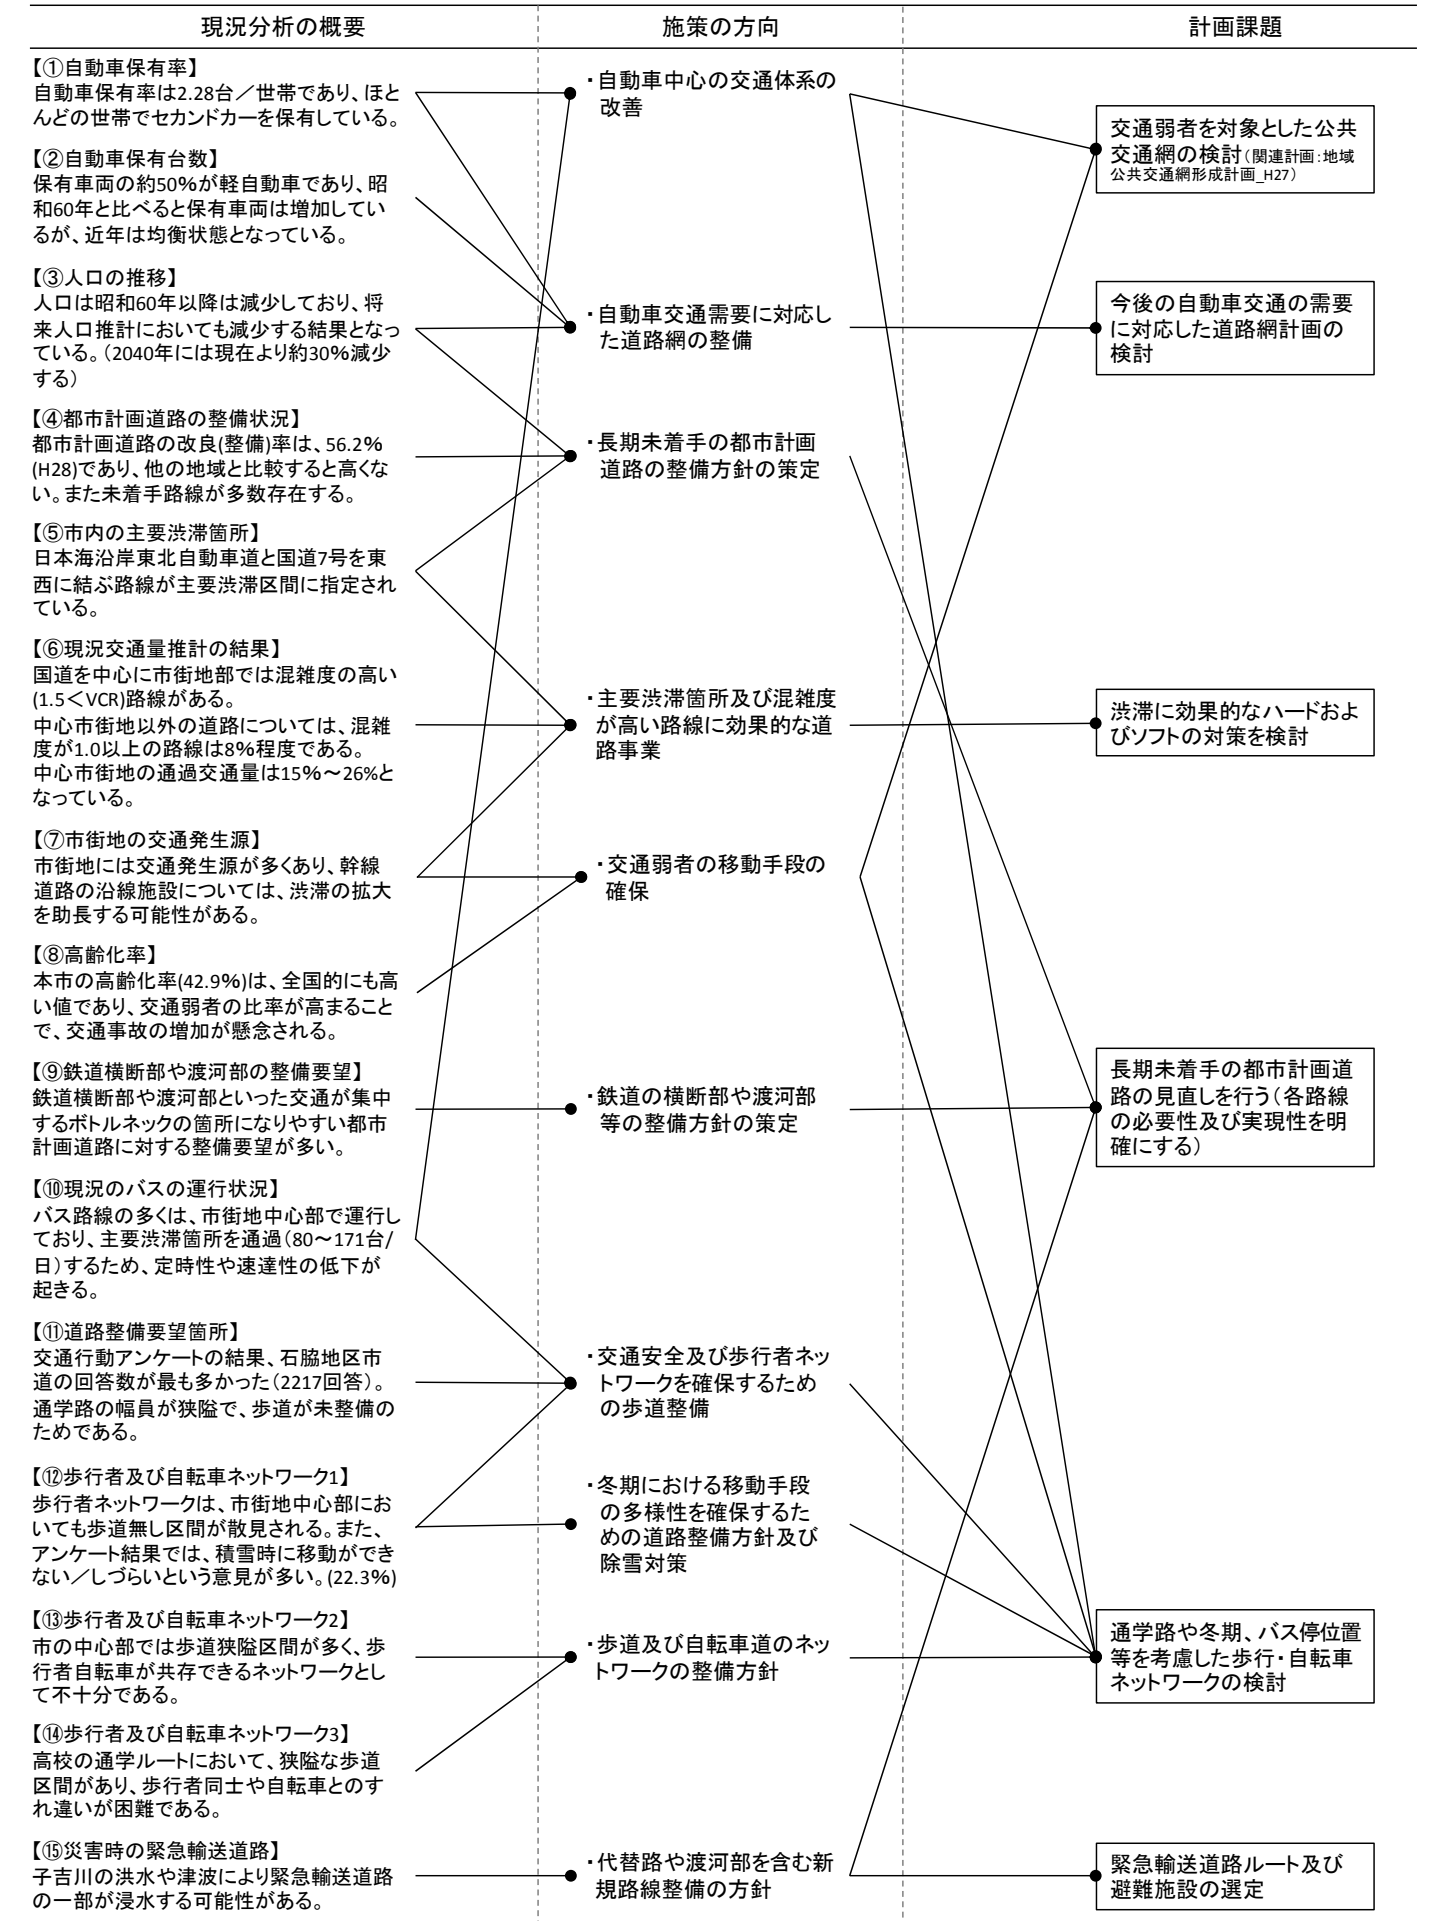 現況分析の概要
施策の方向
計画課題
【①自動車保有率】
自動車保有率は2.28台／世帯であり、ほと
んどの世帯でセカンドカーを保有している。
【②自動車保有台数】
保有車両の約50%が軽自動車であり、昭
和60年と比べると保有車両は増加してい
るが、近年は均衡状態となっている。
【③人口の推移】
人口は昭和60年以降は減少しており、将
来人口推計においても減少する結果となっ
ている。（2040年には現在より約30%減少
する）
【④都市計画道路の整備状況】
都市計画道路の改良(整備)率は、56.2%
(H28)であり、他の地域と比較すると高くな
い。また未着手路線が多数存在する。
【⑤市内の主要渋滞箇所】
日本海沿岸東北自動車道と国道7号を東
西に結ぶ路線が主要渋滞区間に指定され
ている。
【⑥現況交通量推計の結果】
国道を中心に市街地部では混雑度の高い
(1.5＜VCR)路線がある。
中心市街地以外の道路については、混雑
度が1.0以上の路線は8%程度である。
中心市街地の通過交通量は15%～26%と
なっている。
【⑦市街地の交通発生源】
市街地には交通発生源が多くあり、幹線
道路の沿線施設については、渋滞の拡大
を助長する可能性がある。
【⑧高齢化率】
本市の高齢化率(42.9%)は、全国的にも高
い値であり、交通弱者の比率が高まること
で、交通事故の増加が懸念される。
【⑨鉄道横断部や渡河部の整備要望】
鉄道横断部や渡河部といった交通が集中
するボトルネックの箇所になりやすい都市
計画道路に対する整備要望が多い。
【⑩現況のバスの運行状況】
バス路線の多くは、市街地中心部で運行し
ており、主要渋滞箇所を通過（80～171台/
日）するため、定時性や速達性の低下が
起きる。
【⑪道路整備要望箇所】
交通行動アンケートの結果、石脇地区市
道の回答数が最も多かった（2217回答）。
通学路の幅員が狭隘で、歩道が未整備の
ためである。
【⑫歩行者及び自転車ネットワーク1】
歩行者ネットワークは、市街地中心部にお
いても歩道無し区間が散見される。また、
アンケート結果では、積雪時に移動ができ
ない／しづらいという意見が多い。(22.3%)
【⑬歩行者及び自転車ネットワーク2】
市の中心部では歩道狭隘区間が多く、歩
行者自転車が共存できるネットワークとし
て不十分である。
【⑭歩行者及び自転車ネットワーク3】
高校の通学ルートにおいて、狭隘な歩道
区間があり、歩行者同士や自転車とのす
れ違いが困難である。
【⑮災害時の緊急輸送道路】
子吉川の洪水や津波により緊急輸送道路
の一部が浸水する可能性がある。
・自動車中心の交通体系の
改善
・自動車交通需要に対応し
た道路網の整備
・長期未着手の都市計画
道路の整備方針の策定
・主要渋滞箇所及び混雑度
が高い路線に効果的な道
路事業
・交通弱者の移動手段の
確保
・鉄道の横断部や渡河部
等の整備方針の策定
・交通安全及び歩行者ネッ
トワークを確保するため
の歩道整備
・冬期における移動手段
の多様性を確保するた
めの道路整備方針及び
除雪対策
・歩道及び自転車道のネッ
トワークの整備方針
・代替路や渡河部を含む新
規路線整備の方針
交通弱者を対象とした公共
交通網の検討（関連計画：地域
公共交通網形成計画_H27）
今後の自動車交通の需要
に対応した道路網計画の
検討
渋滞に効果的なハードおよ
びソフトの対策を検討
長期未着手の都市計画道
路の見直しを行う（各路線
の必要性及び実現性を明
確にする）
通学路や冬期、バス停位置
等を考慮した歩行・自転車
ネットワークの検討
緊急輸送道路ルート及び
避難施設の選定